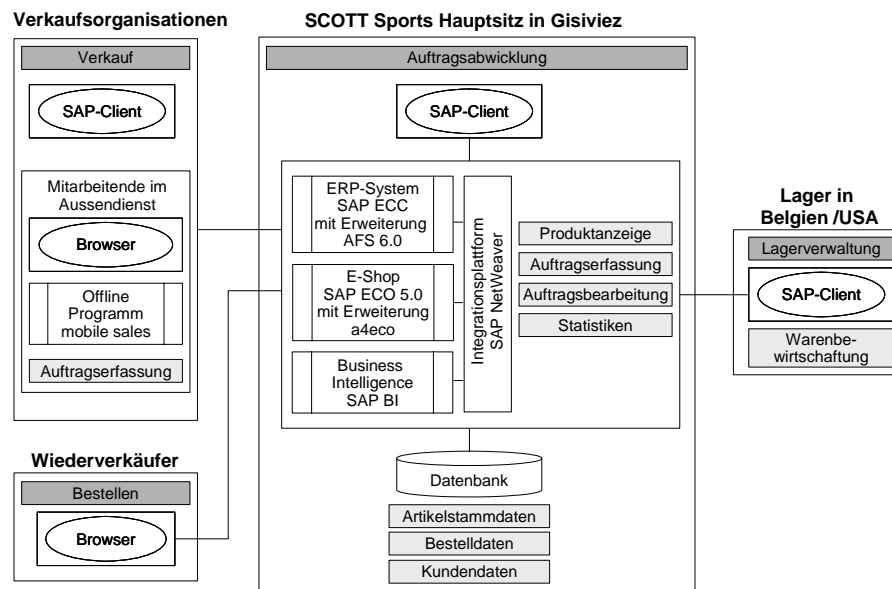 Verkaufsorganisationen
Verkauf
SAP-Client
Mitarbeitende im
Aussendienst
Browser
Offline
Programm
mobile sales
Auftragserfassung
Wiederverkäufer
Bestellen
Browser
SCOTT Sports Hauptsitz in Gisiviez
Auftragsabwicklung
SAP-Client
ERP-System
SAP ECC
mit Erweiterung
AFS 6.0
E-Shop
SAP ECO 5.0
mit Erweiterung
a4eco
Business
Intelligence
SAP BI
Integrationsplattform
SAP NetWeaver
Produktanzeige
Auftragserfassung
Auftragsbearbeitung
Statistiken
Datenbank
Artikelstammdaten
Bestelldaten
Kundendaten
Lager in
Belgien /USA
Lagerverwaltung
SAP-Client
Warenbe-
wirtschaftung